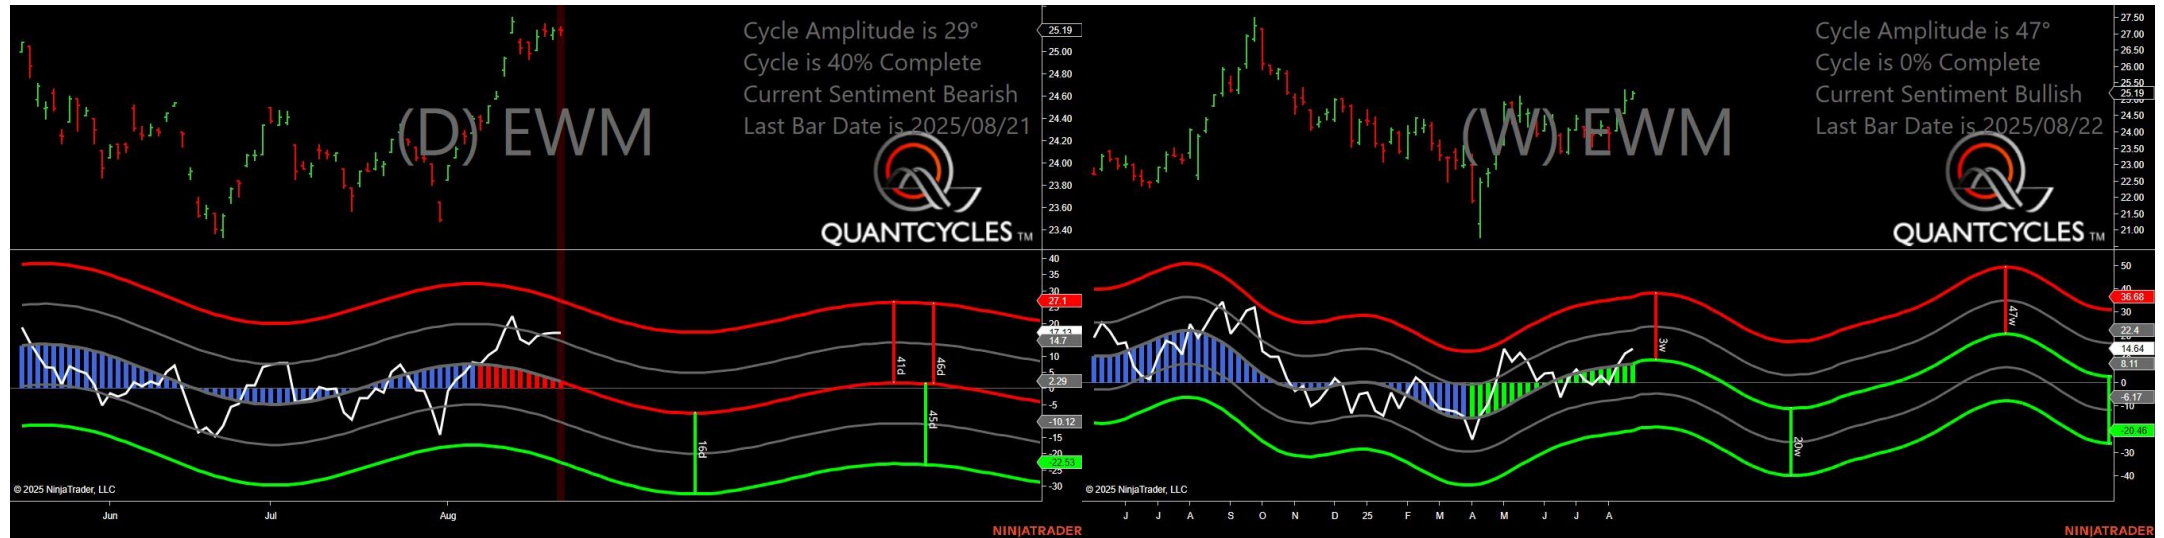 Cycle Amplitude is 29°
Cycle is 40% Complete
Current Sentiment Bearish
Last Bar Date is 2025/08/21
(D) EWM
QUANTCYCLES TM
25.19
25.00
24.80
24.60
24.40
24.20
24.00
23.80
23.60
23.40
40
35
30
27.1
20
17.13
14.7
10
5
2.29
-5
-10.12
-15
-22.53
-25
-30
41d
46d
45d
16d
© 2025 NinjaTrader, LLC
Jun
Jul
Aug
NINJATRADER
Cycle Amplitude is 47°
Cycle is 0% Complete
Current Sentiment Bullish
Last Bar Date is 2025/08/22
(W) EWM
QUANTCYCLES TM
27.50
27.00
26.50
26.00
25.50
25.19
24.50
24.00
23.50
23.00
22.50
22.00
21.50
21.00
50
36.68
30
22.4
14.64
8.11
0
-6.17
-10
-20.46
-30
-40
3w
47w
20w
© 2025 NinjaTrader, LLC
J J A S O N D 25 F M A M J J A
NINJATRADER